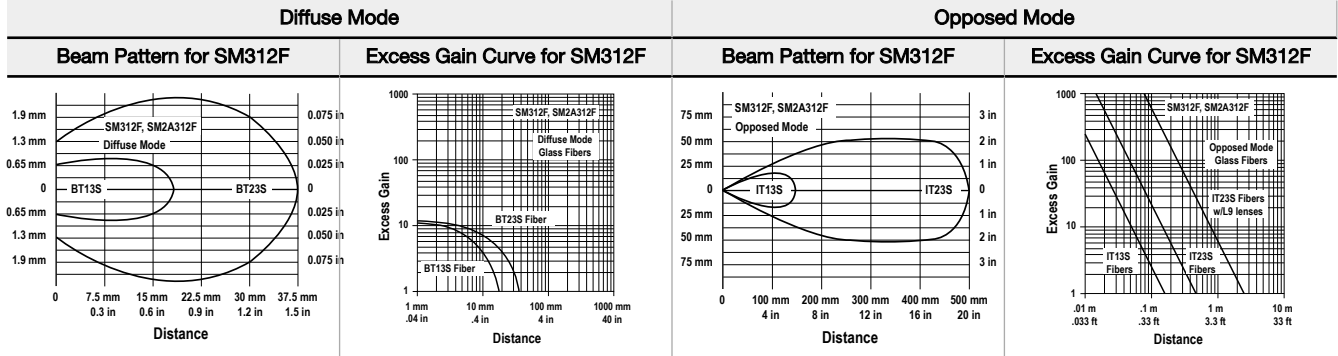 Diffuse Mode
Opposed Mode
Beam Pattern for SM312F
Excess Gain Curve for SM312F
Beam Pattern for SM312F
Excess Gain Curve for SM312F
1.9 mm
1.3 mm
0.65 mm
0
0.65 mm
1.3 mm
1.9 mm
SM312F, SM2A312F
Diffuse Mode
BT13S
BT23S
0.075 in
0.050 in
0.025 in
0
0.025 in
0.050 in
0.075 in
0 7.5 mm 15 mm 22.5 mm 30 mm 37.5 mm
0.3 in 0.6 in 0.9 in 1.2 in 1.5 in
Distance
Excess Gain
1000
100
10
1
SM312F, SM2A312F
Diffuse Mode
Glass Fibers
BT23S Fiber
BT13S Fiber
1 mm 10 mm 100 mm 1000 mm
.04 in .4 in 4 in 40 in
Distance
75 mm
50 mm
25 mm
0
25 mm
50 mm
75 mm
SM312F, SM2A312F
Opposed Mode
IT13S
IT23S
3 in
2 in
1 in
0
1 in
2 in
3 in
0 100 mm 200 mm 300 mm 400 mm 500 mm
4 in 8 in 12 in 16 in 20 in
Distance
Excess Gain
1000
100
10
1
SM312F, SM2A312F
Opposed Mode
Glass Fibers
IT23S Fibers
w/L9 lenses
IT13S
Fibers
IT23S
Fibers
.01 m .1 m 1 m 10 m
.033 ft .33 ft 3.3 ft 33 ft
Distance